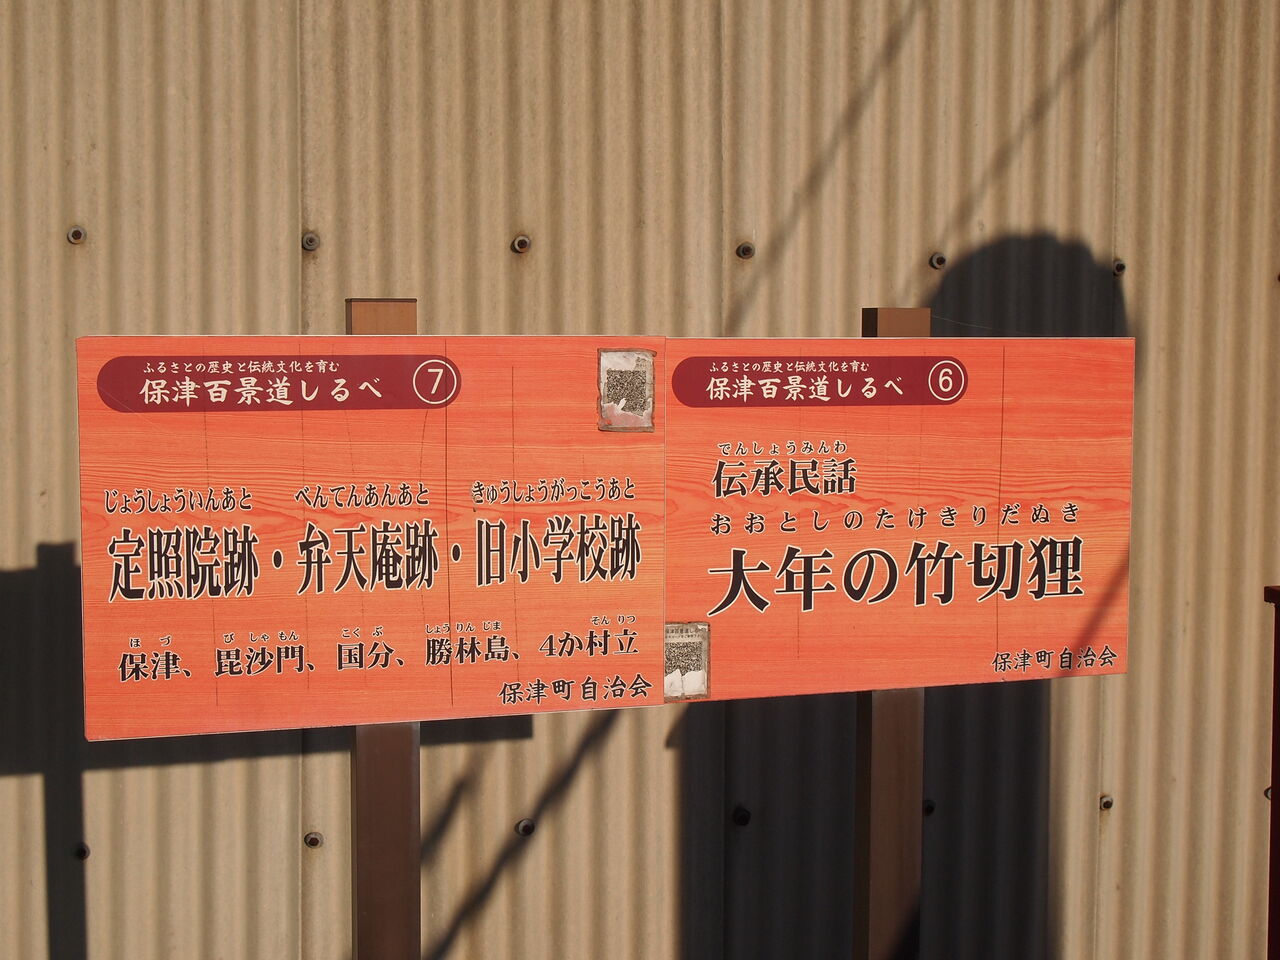 ふるさとの歴史と伝統文化を育む
保津百景道しるべ ⑦
じょうしょういんあと べんてんあんあと きゅうしょうがっこうあと
定照院跡・弁天庵跡・旧小学校跡
ほ づ び しゃ もん こく ぶ しょう りん じま そん りつ
保津、毘沙門、国分、勝林島、4か村立
保津町自治会
ふるさとの歴史と伝統文化を育む
保津百景道しるべ ⑥
でんしょうみんわ
伝承民話
おおとしのたけきりだぬき
大年の竹切狸
保津町自治会